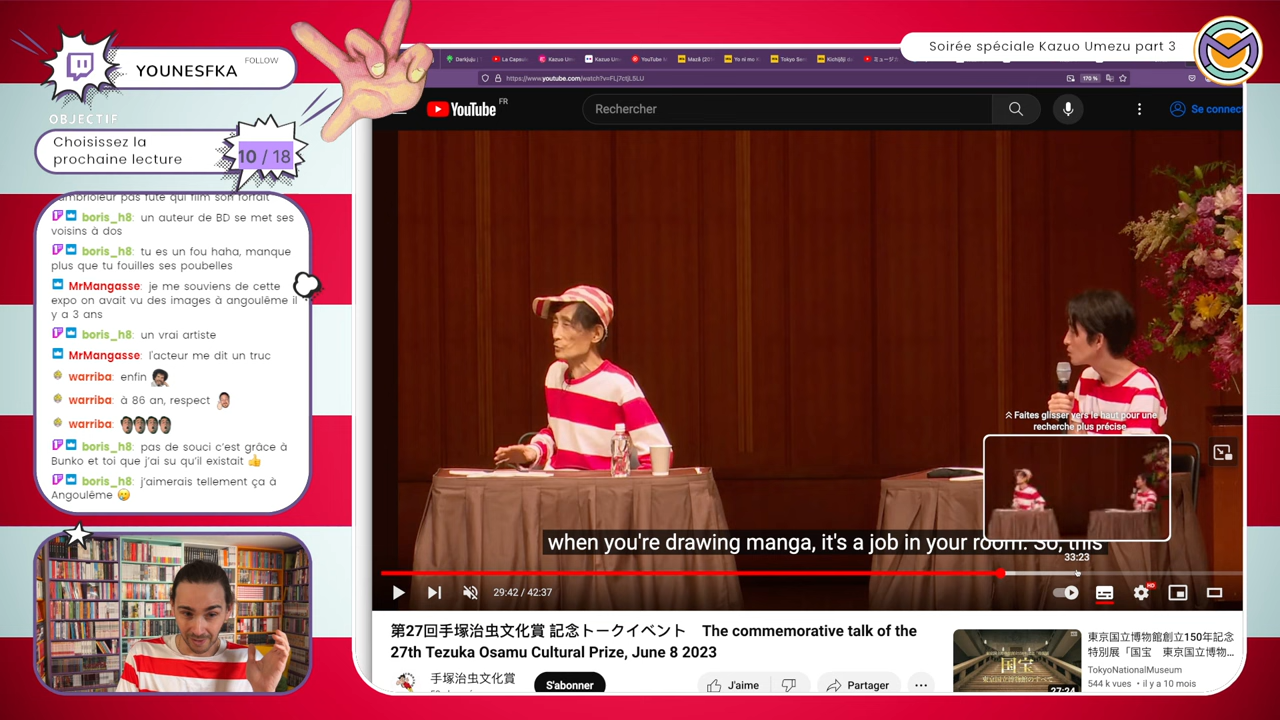 YOUNESFKA
FOLLOW
OBJECTIF
Choisissez la
prochaine lecture
10 / 18
boris_h8: un auteur de BD se met ses
voisins à dos
boris_h8: tu es un fou haha, manque
plus que tu fouilles ses poubelles
MrMangasse: je me souviens de cette
expo on avait vu des images à angoulême il
y a 3 ans
boris_h8: un vrai artiste
MrMangasse: l'acteur me dit un truc
warriba: enfin
warriba: à 86 an, respect
warriba:
boris_h8: pas de souci c'est grâce à
Bunko et toi que j'ai su qu'il existait 👍
boris_h8: j'aimerais tellement ça à
Angoulême 🥲
Soirée spéciale Kazuo Umezu part 3
https://www.youtube.com/watch?v=FLj7ctjL5LU
170 %
YouTube FR
Rechercher
Se connect
Faites glisser vers le haut pour une
recherche plus précise
when you're drawing manga, it's a job in your room. So, this
33:23
29:42 / 42:37
HD
第27回手塚治虫文化賞 記念トークイベント The commemorative talk of the
27th Tezuka Osamu Cultural Prize, June 8 2023
手塚治虫文化賞
S'abonner
J'aime
Partager
東京国立博物館創立150年記念
特別展「国宝 東京国立博物...
TokyoNationalMuseum
544 k vues • il y a 10 mois
27:24